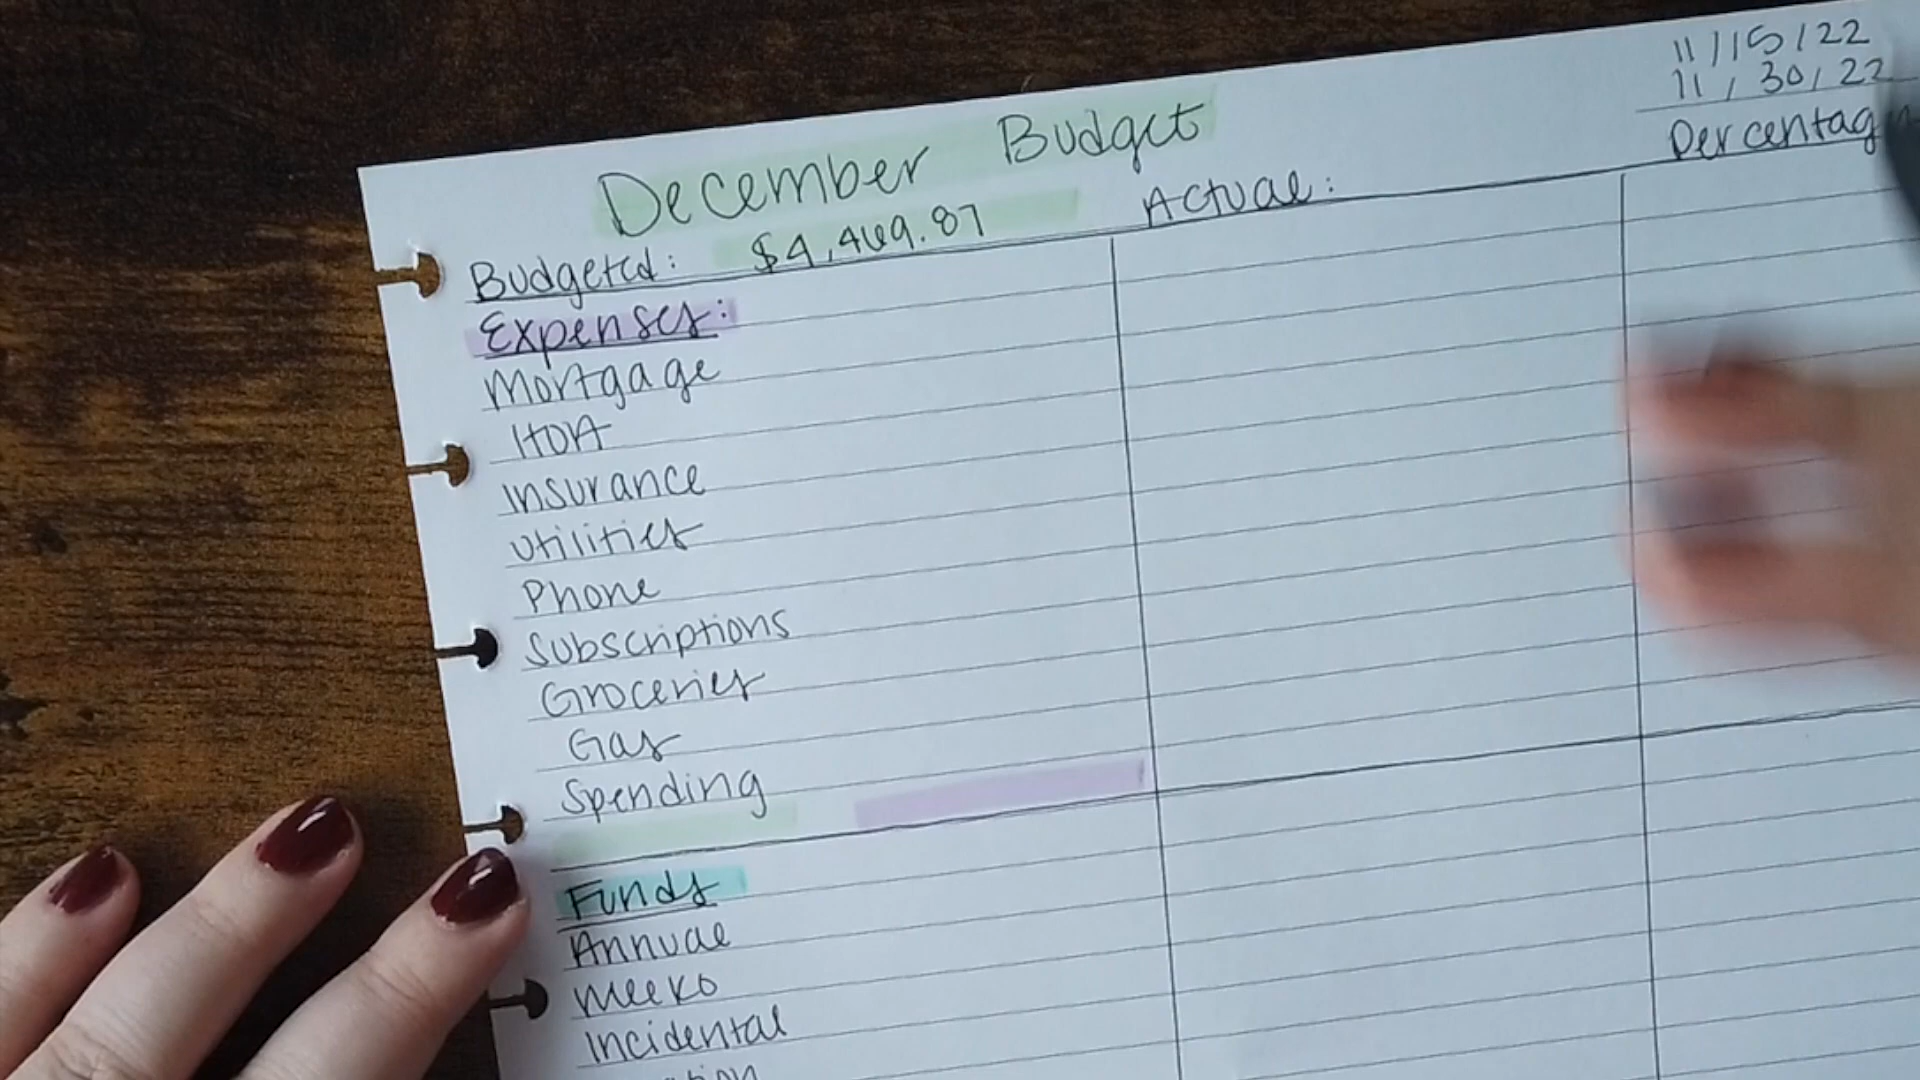 11/15/22
11/30/22
December Budget
Percentag
Budgeted: $4,469.87 Actual:
Expenses:
Mortgage
HOA
Insurance
Utilities
Phone
Subscriptions
Groceries
Gas
Spending
Funds
Annual
Meeko
Incidental